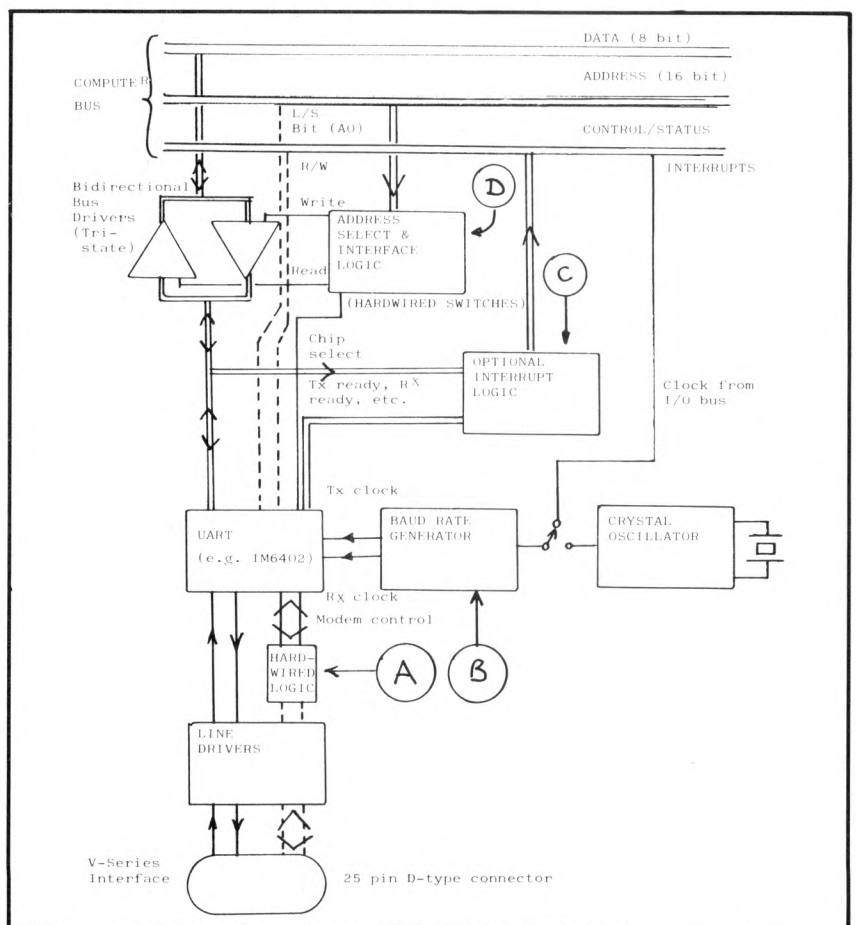 DATA (8 bit)
COMPUTER
ADDRESS (16 bit)
BUS
L/S
Bit (A0)
CONTROL/STATUS
R/W
INTERRUPTS
Bidirectional
Bus
Drivers
(Tri-
state)
Write
Read
ADDRESS
SELECT &
INTERFACE
LOGIC
D
(HARDWIRED SWITCHES)
C
Chip
select
OPTIONAL
INTERRUPT
LOGIC
Tx ready, RX
ready, etc.
Clock from
I/O bus
Tx clock
UART
(e.g. IM6402)
BAUD RATE
GENERATOR
CRYSTAL
OSCILLATOR
Rx clock
Modem control
HARD-
WIRED
LOGIC
A
B
LINE
DRIVERS
V-Series
Interface
25 pin D-type connector